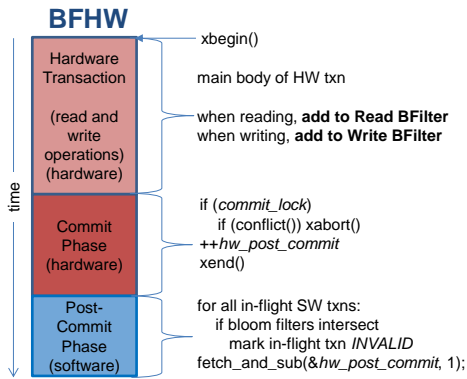 BFHW
time
Hardware
Transaction
(read and
write
operations)
(hardware)
xbegin()
main body of HW txn
when reading, add to Read BFilter
when writing, add to Write BFilter
Commit
Phase
(hardware)
if (commit_lock)
if (conflict()) xabort()
++hw_post_commit
xend()
Post-
Commit
Phase
(software)
for all in-flight SW txns:
if bloom filters intersect
mark in-flight txn INVALID
fetch_and_sub(&hw_post_commit, 1);